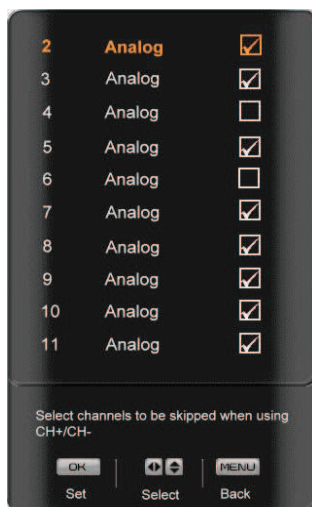 2 Analog
3 Analog
4 Analog
5 Analog
6 Analog
7 Analog
8 Analog
9 Analog
10 Analog
11 Analog
Select channels to be skipped when using
CH+/CH-
OK MENU
Set Select Back